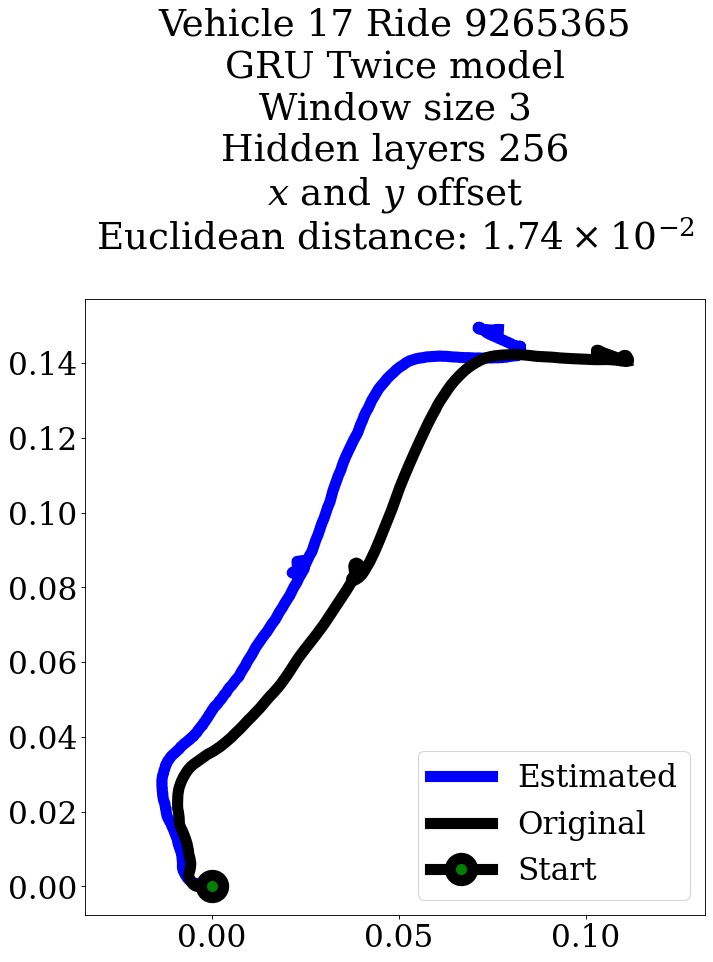 Vehicle 17 Ride 9265365
GRU Twice model
Window size 3
Hidden layers 256
x and y offset
Euclidean distance: 1.74 × 10⁻²
0.14
0.12
0.10
0.08
0.06
0.04
0.02
0.00
Estimated
Original
Start
0.00 0.05 0.10